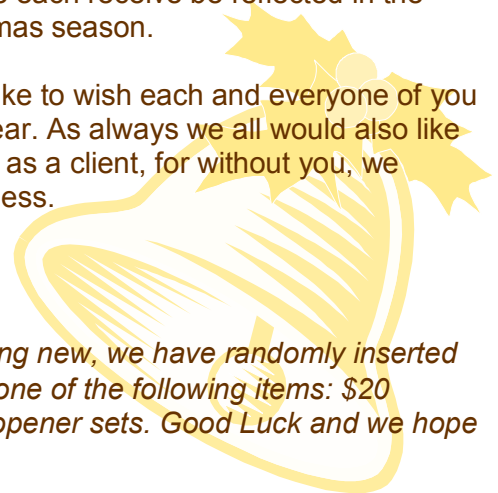 each receive be reflected in the
mas season.
ke to wish each and everyone of you
ear. As always we all would also like
as a client, for without you, we
ess.
ng new, we have randomly inserted
one of the following items: $20
opener sets. Good Luck and we hope